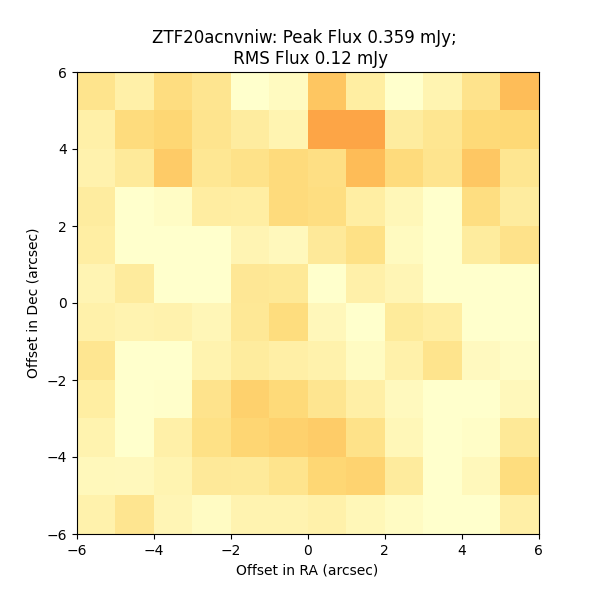 ZTF20acnvniw: Peak Flux 0.359 mJy;
RMS Flux 0.12 mJy
6
4
2
0
−2
−4
−6
Offset in Dec (arcsec)
−6 −4 −2 0 2 4 6
Offset in RA (arcsec)